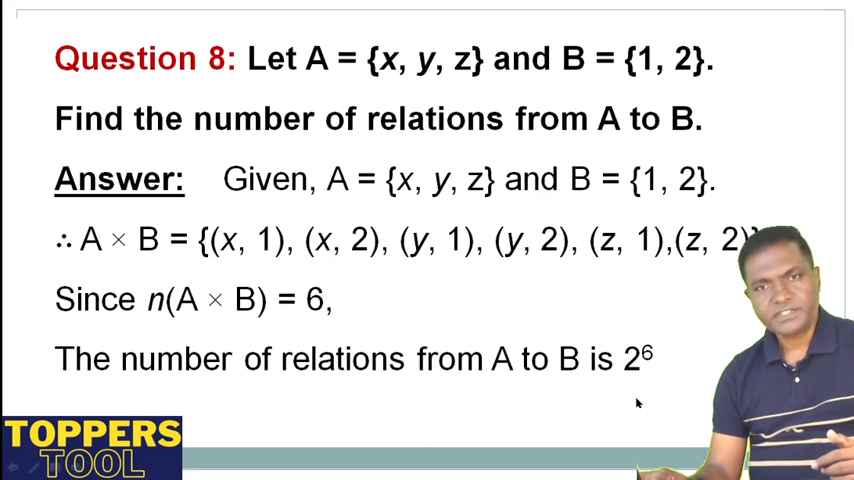 Question 8: Let A = {x, y, z} and B = {1, 2}.
Find the number of relations from A to B.
Answer: Given, A = {x, y, z} and B = {1, 2}.
∴ A × B = {(x, 1), (x, 2), (y, 1), (y, 2), (z, 1),(z, 2)}
Since n(A × B) = 6,
The number of relations from A to B is 2⁶
TOPPERS
TOOL